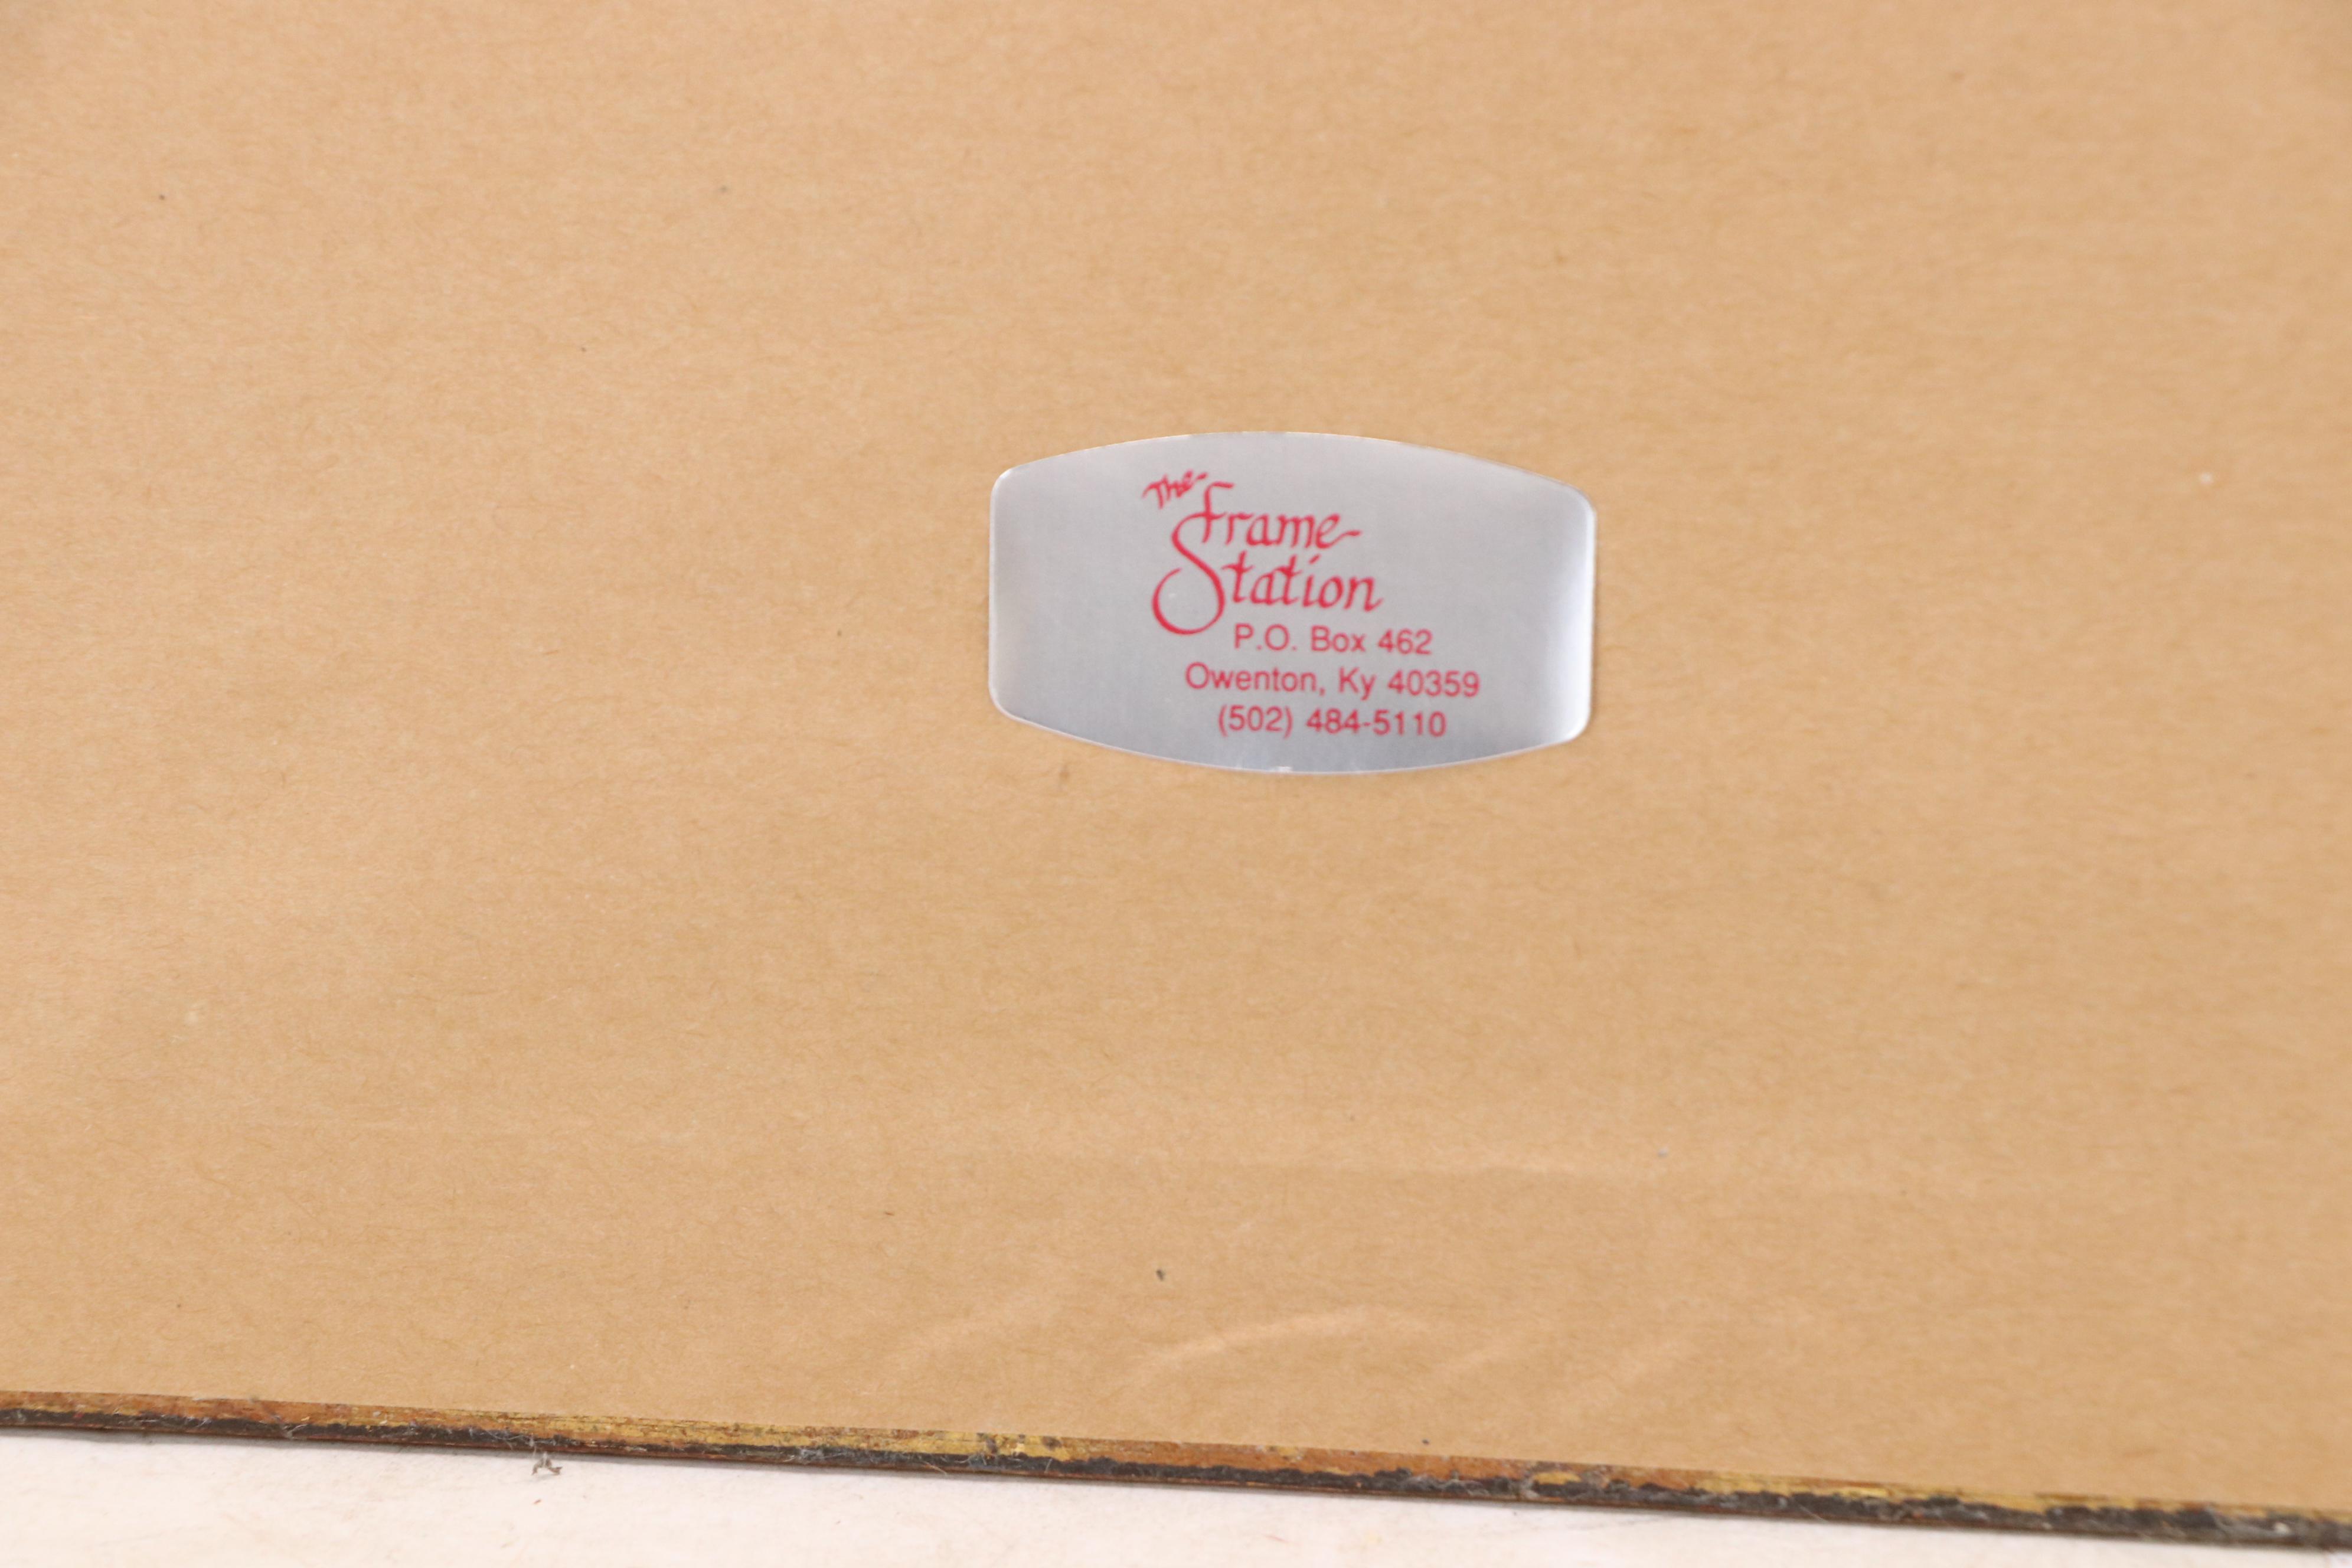 The
Frame
Station
P.O. Box 462
Owenton, Ky 40359
(502) 484-5110